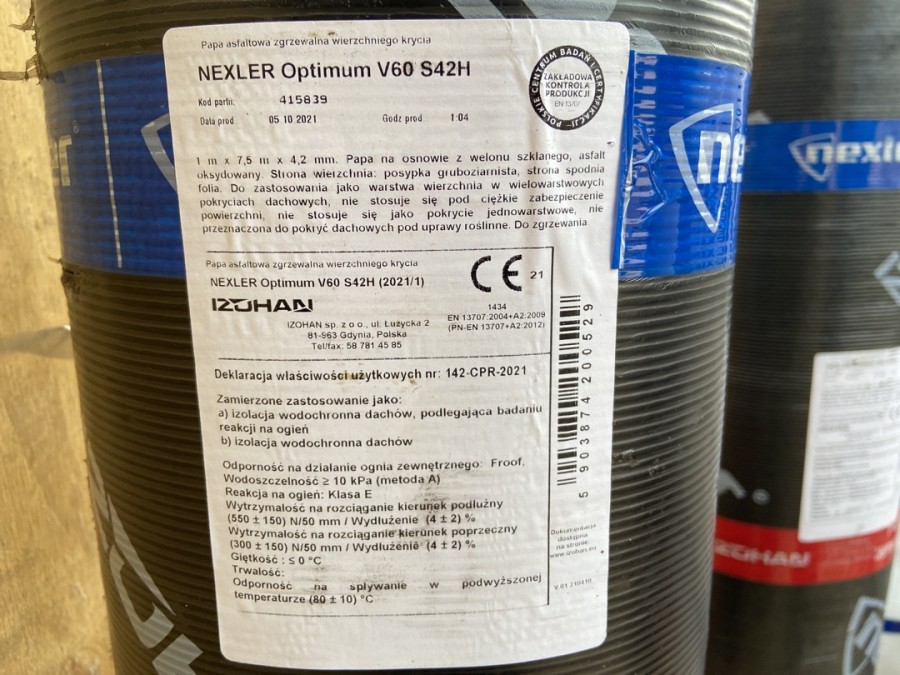 Papa asfaltowa zgrzewalna wierzchniego krycia
NEXLER Optimum V60 S42H
Kod partii. 415839
Data prod 05 10.2021 Godz prod 1:04
POLSKIE CENTRUM BADAŃ I CERTYFIKACJI
ZAKŁADOWA
KONTROLA
PRODUKCJI
1 m x 7,5 m x 4,2 mm. Papa na osnowie z welonu szklanego, asfalt
oksydowany. Strona wierzchnia: posypka gruboziarnista, strona spodnia
folia. Do zastosowania jako warstwa wierzchnia w wielowarstwowych
pokryciach dachowych, nie stosuje się pod ciężkie zabezpieczenie
powierzchni, nie stosuje się jako pokrycie jednowarstwowe, nie
przeznaczona do pokryć dachowych pod uprawy roślinne. Do zgrzewania
Papa asfaltowa zgrzewalna wierzchniego krycia
NEXLER Optimum V60 S42H (2021/1)
CE 21
IZOHAN
1434
EN 13707:2004+A2:2009
(PN-EN 13707+A2:2012)
IZOHAN sp. z o o., ul. Łużycka 2
81-963 Gdynia, Polska
Tel/fax: 58 781 45 85
Deklaracja właściwości użytkowych nr: 142-CPR-2021
Zamierzone zastosowanie jako:
a) izolacja wodochronna dachów, podlegająca badaniu
reakcji na ogień
b) izolacja wodochronna dachów
Odporność na działanie ognia zewnętrznego: Froof,
Wodoszczelność ≥ 10 kPa (metoda A)
Reakcja na ogień: Klasa E
Wytrzymałość na rozciąganie kierunek podłużny
(550 ± 150) N/50 mm / Wydłużenie (4 ± 2) %
Wytrzymałość na rozciąganie kierunek poprzeczny
(300 ± 150) N/50 mm / Wydłużenie (4 ± 2) %
Giętkość : ≤ 0 °C
Trwałość:
Odporność na spływanie w podwyższonej
temperaturze (80 ± 10) °C
5903874200529
Dokumentacja
dostępna
na stronie:
www.izohan.eu
V.01 210410
ne
nexle
IZOHAN